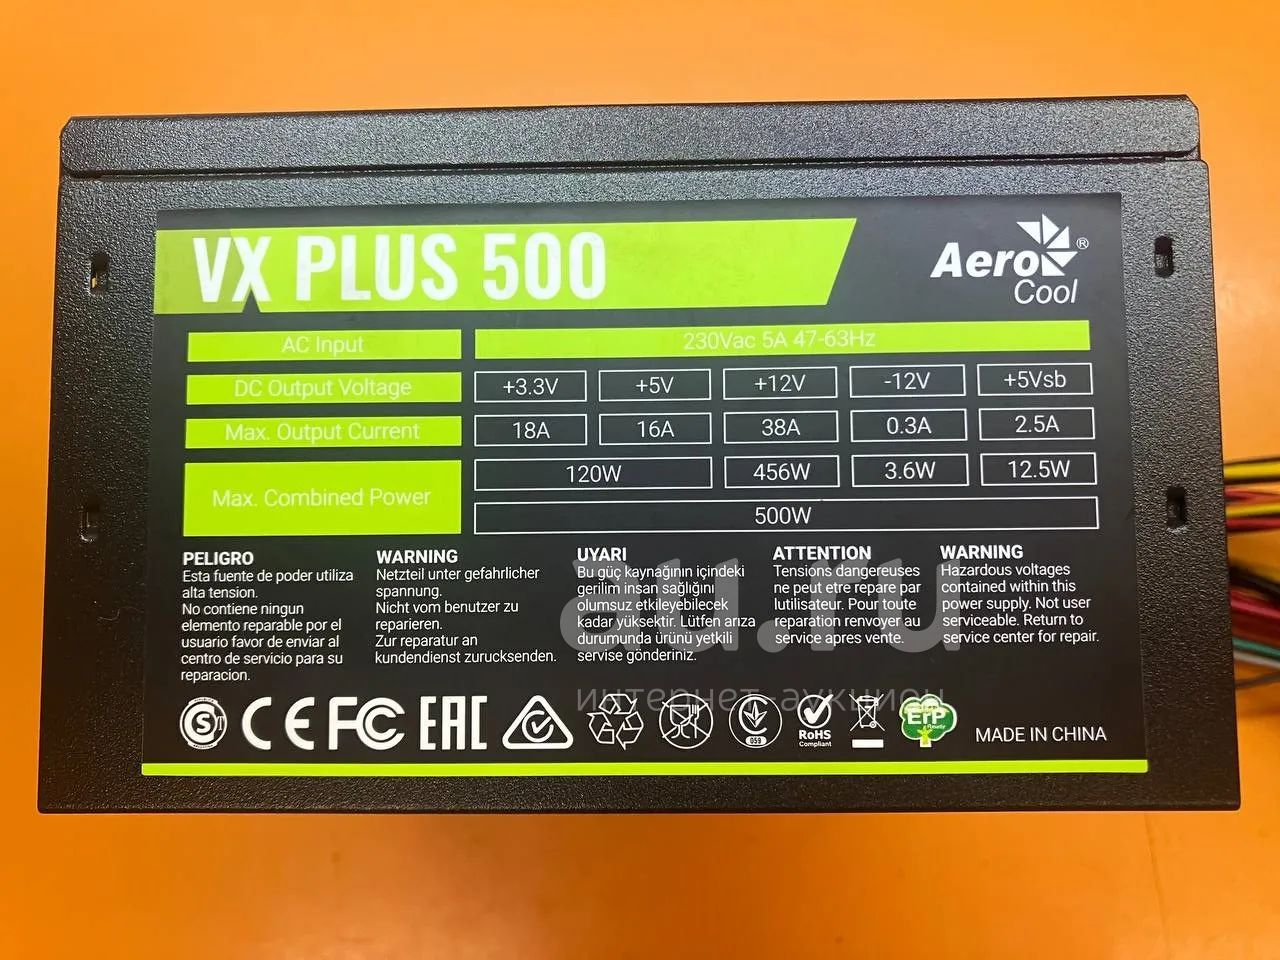 VX PLUS 500
Aero
Cool
®
AC Input 230Vac 5A 47-63Hz
DC Output Voltage +3.3V +5V +12V -12V +5Vsb
Max. Output Current 18A 16A 38A 0.3A 2.5A
Max. Combined Power 120W 456W 3.6W 12.5W
500W
PELIGRO
Esta fuente de poder utiliza
alta tension.
No contiene ningun
elemento reparable por el
usuario favor de enviar al
centro de servicio para su
reparacion.
WARNING
Netzteil unter gefahrlicher
spannung.
Nicht vom benutzer zu
reparieren.
Zur reparatur an
kundendienst zurucksenden.
UYARI
Bu güç kaynağının içindeki
gerilim insan sağlığını
olumsuz etkileyebilecek
kadar yüksektir. Lütfen arıza
durumunda ürünü yetkili
servise gönderiniz.
ATTENTION
Tensions dangereuses
ne peut etre repare par
lutilisateur. Pour toute
reparation renvoyer au
service apres vente.
WARNING
Hazardous voltages
contained within this
power supply. Not user
serviceable. Return to
service center for repair.
au.ru
интернет-аукцион
S CE FC EAC
RoHS
Compliant
ErP
MADE IN CHINA